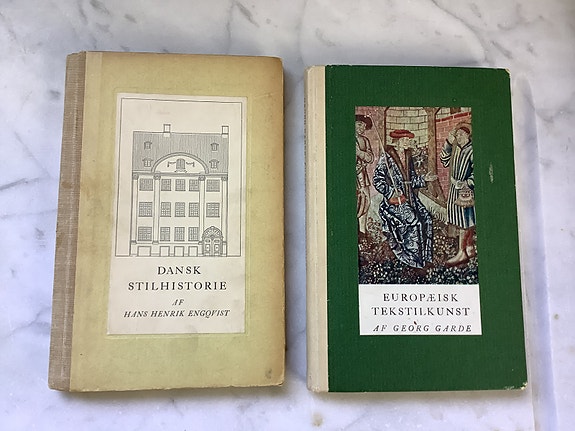 DANSK
STILHISTORIE
AF
HANS HENRIK ENGQVIST
EUROPÆISK
TEKSTILKUNST
AF GEORG GARDE